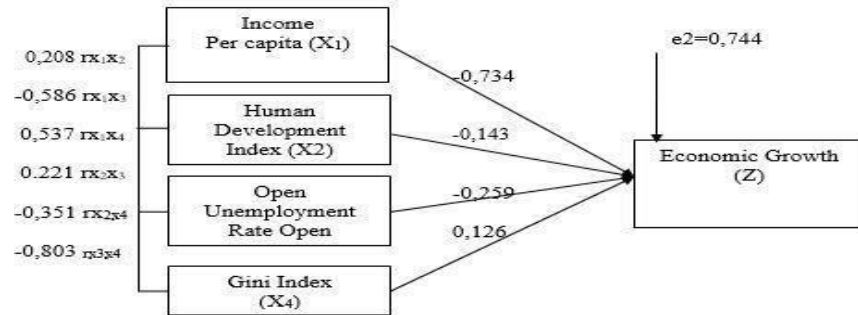 Income
Per capita (X₁)
0,208 rx₁x₂
-0,586 rx₁x₃
0,537 rx₁x₄
0.221 rx₂x₃
-0,351 rx₂x4
-0,803 rx3x4
Human
Development
Index (X2)
Open
Unemployment
Rate Open
Gini Index
(X₄)
-0,734
-0,143
-0,259
0,126
e2=0,744
Economic Growth
(Z)